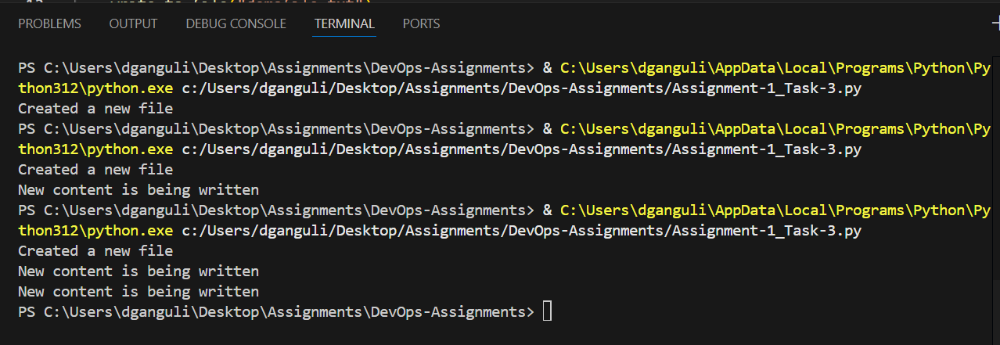 PROBLEMS OUTPUT DEBUG CONSOLE TERMINAL PORTS
PS C:\Users\dganguli\Desktop\Assignments\DevOps-Assignments> & C:\Users\dganguli\AppData\Local\Programs\Python\Py
thon312\python.exe c:/Users/dganguli/Desktop/Assignments/DevOps-Assignments/Assignment-1_Task-3.py
Created a new file
PS C:\Users\dganguli\Desktop\Assignments\DevOps-Assignments> & C:\Users\dganguli\AppData\Local\Programs\Python\Py
thon312\python.exe c:/Users/dganguli/Desktop/Assignments/DevOps-Assignments/Assignment-1_Task-3.py
Created a new file
New content is being written
PS C:\Users\dganguli\Desktop\Assignments\DevOps-Assignments> & C:\Users\dganguli\AppData\Local\Programs\Python\Py
thon312\python.exe c:/Users/dganguli/Desktop/Assignments/DevOps-Assignments/Assignment-1_Task-3.py
Created a new file
New content is being written
New content is being written
PS C:\Users\dganguli\Desktop\Assignments\DevOps-Assignments>